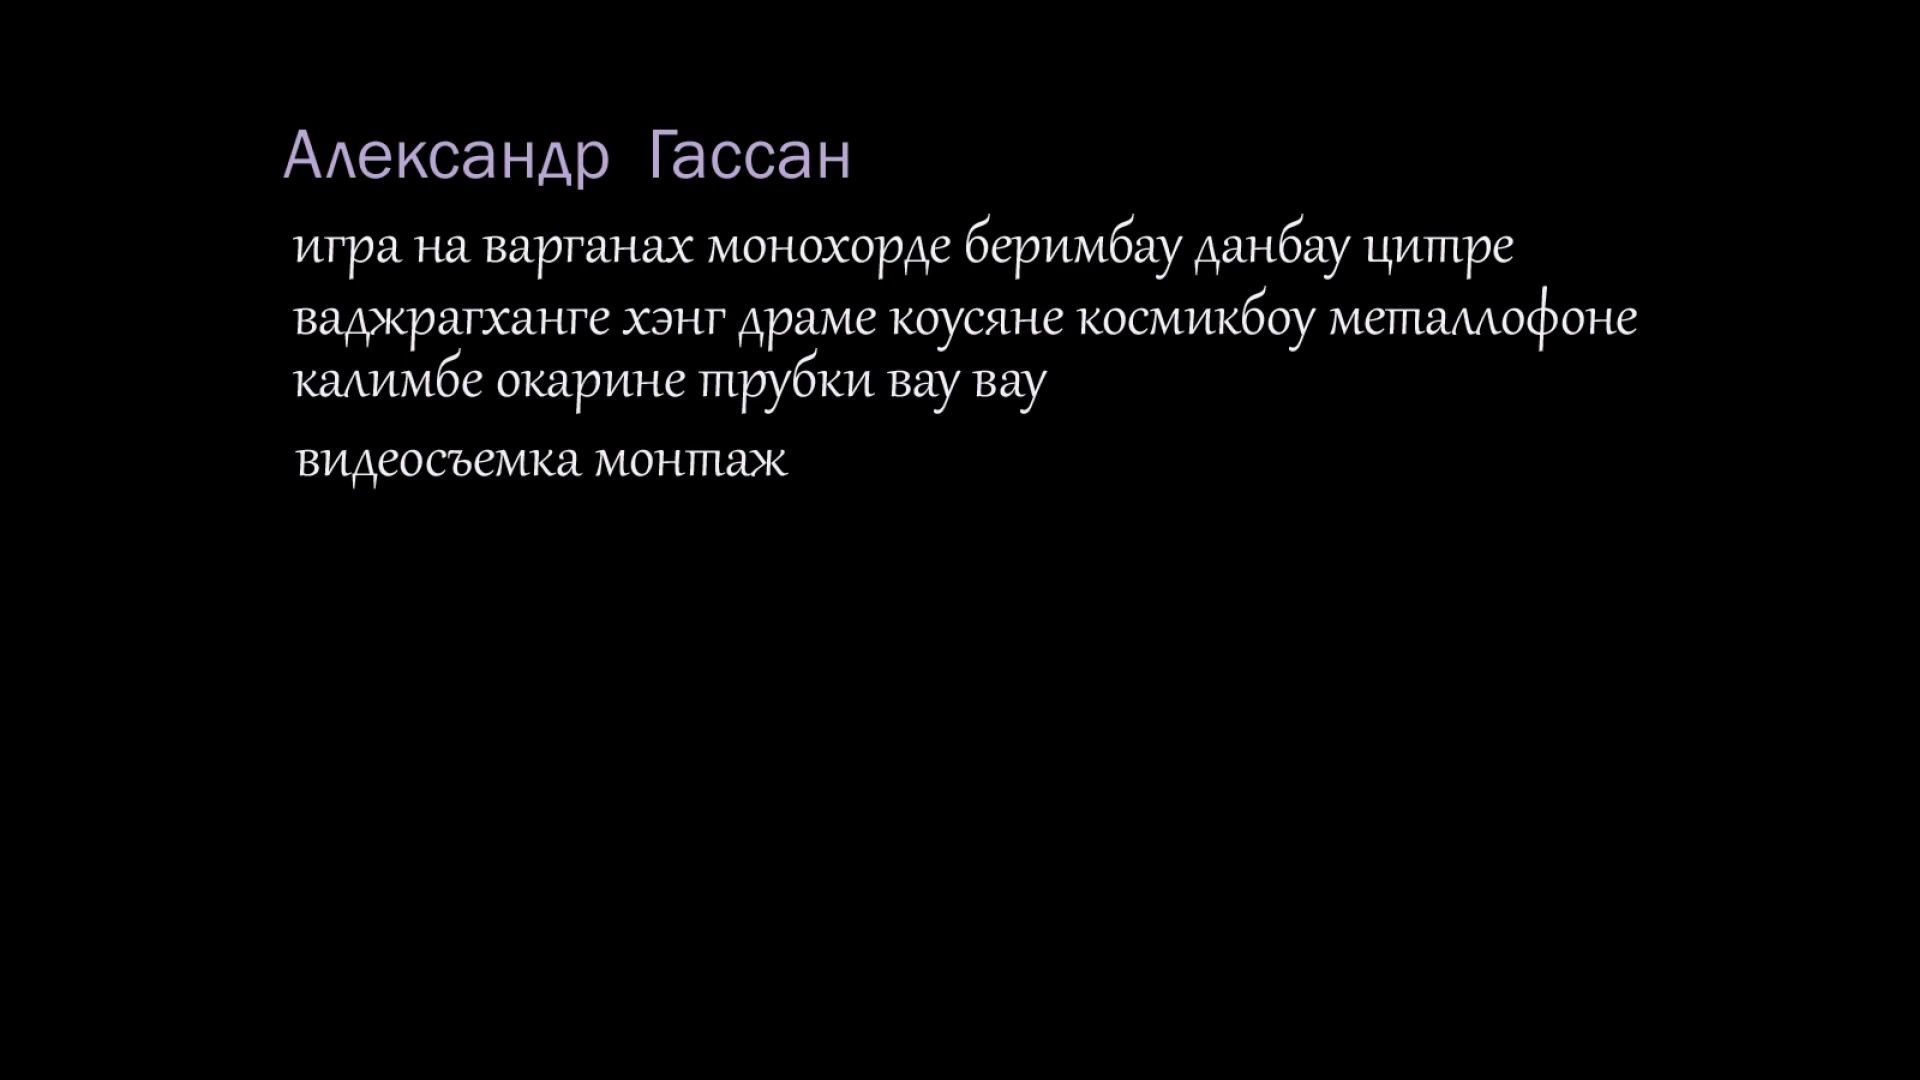 Александр Гассан
игра на варганах монохорде беримбау данбау цитре
ваджрагханге хэнг драме коусяне космикбоу металлофоне
калимбе окарине трубки вау вау
видеосъемка монтаж